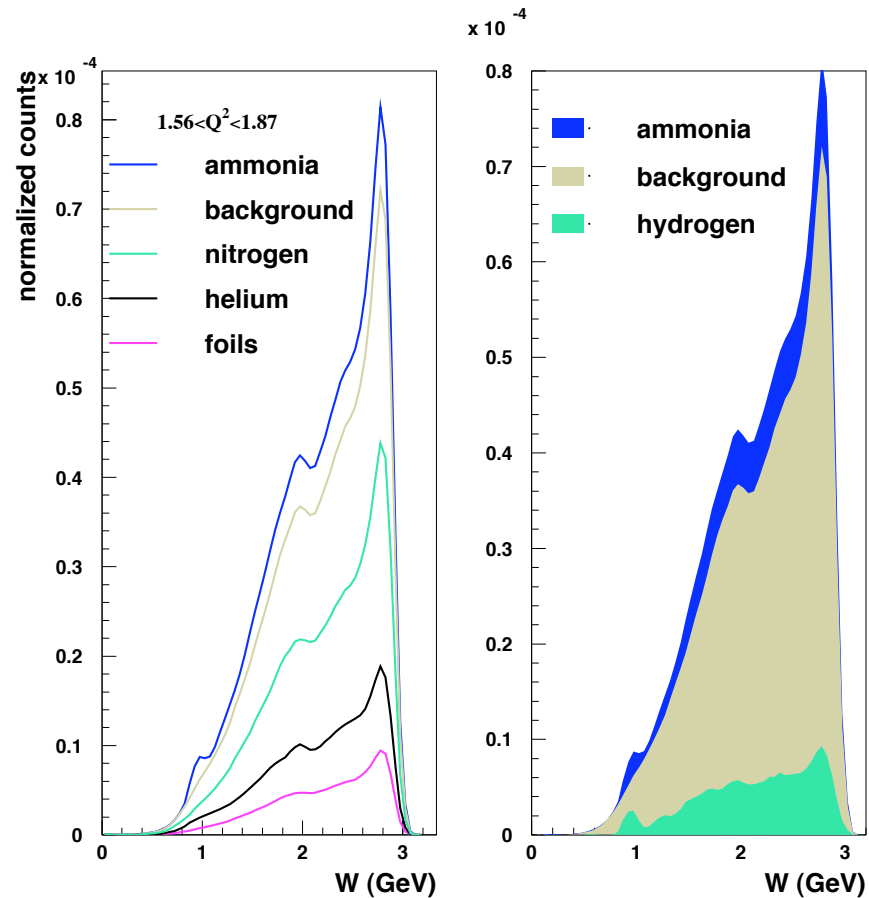 x 10 -4
x 10 -4
normalized counts
1.56<Q²<1.87
ammonia
background
nitrogen
helium
foils
0.8
0.7
0.6
0.5
0.4
0.3
0.2
0.1
0
0 1 2 3
W (GeV)
ammonia
background
hydrogen
0.8
0.7
0.6
0.5
0.4
0.3
0.2
0.1
0
0 1 2 3
W (GeV)